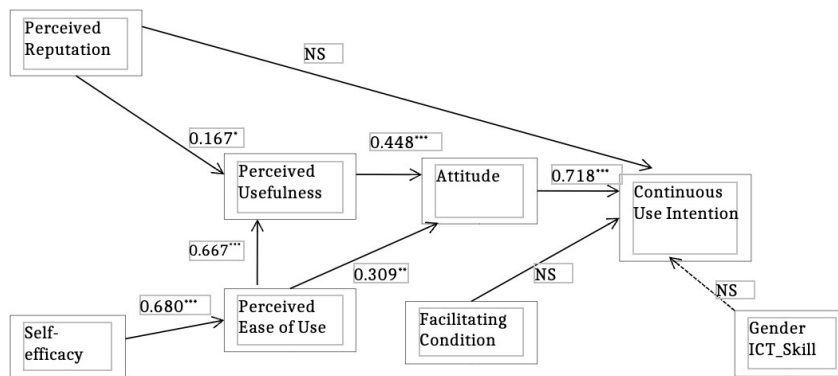 Perceived
Reputation
NS
0.167*
0.448***
Perceived
Usefulness
Attitude
0.718***
Continuous
Use Intention
0.667***
0.309**
NS
NS
0.680***
Self-
efficacy
Perceived
Ease of Use
Facilitating
Condition
Gender
ICT_Skill